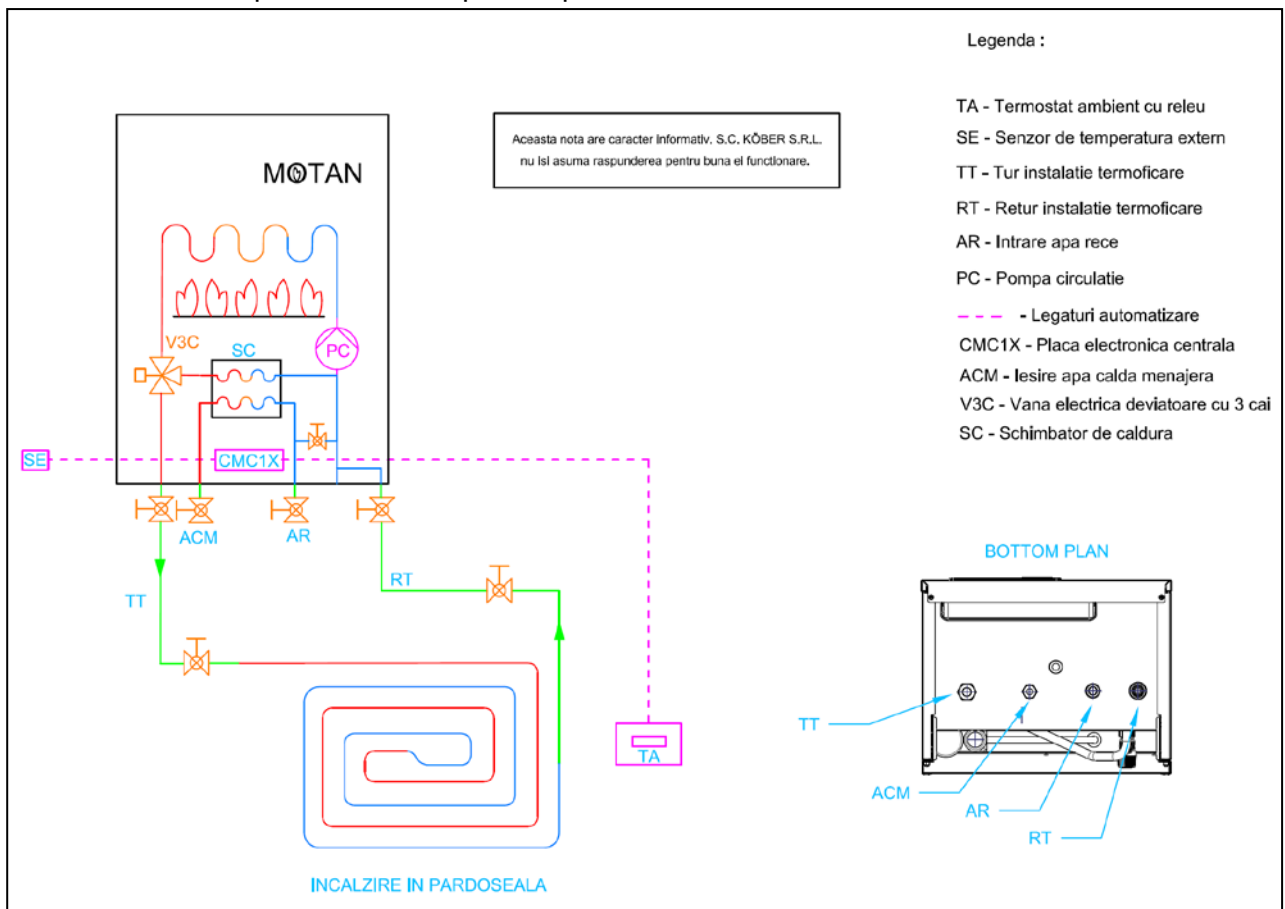 Legenda :
TA - Termostat ambient cu releu
SE - Senzor de temperatura extern
TT - Tur instalatie termoficare
RT - Retur instalatie termoficare
AR - Intrare apa rece
PC - Pompa circulatie
- Legaturi automatizare
CMC1X - Placa electronica centrala
ACM - Iesire apa calda menajera
V3C - Vana electrica deviatoare cu 3 cai
SC - Schimbator de caldura
Aceasta nota are caracter informativ. S.C. KÖBER S.R.L.
nu isi asuma raspunderea pentru buna ei functionare.
MOTAN
V3C
SC
PC
SE
CMC1X
ACM
AR
TT
RT
TA
INCALZIRE IN PARDOSEALA
BOTTOM PLAN
TT
ACM
AR
RT